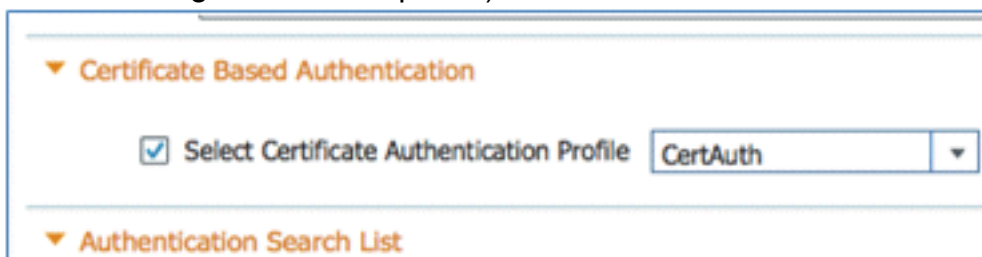 Certificate Based Authentication
Select Certificate Authentication Profile CertAuth
Authentication Search List